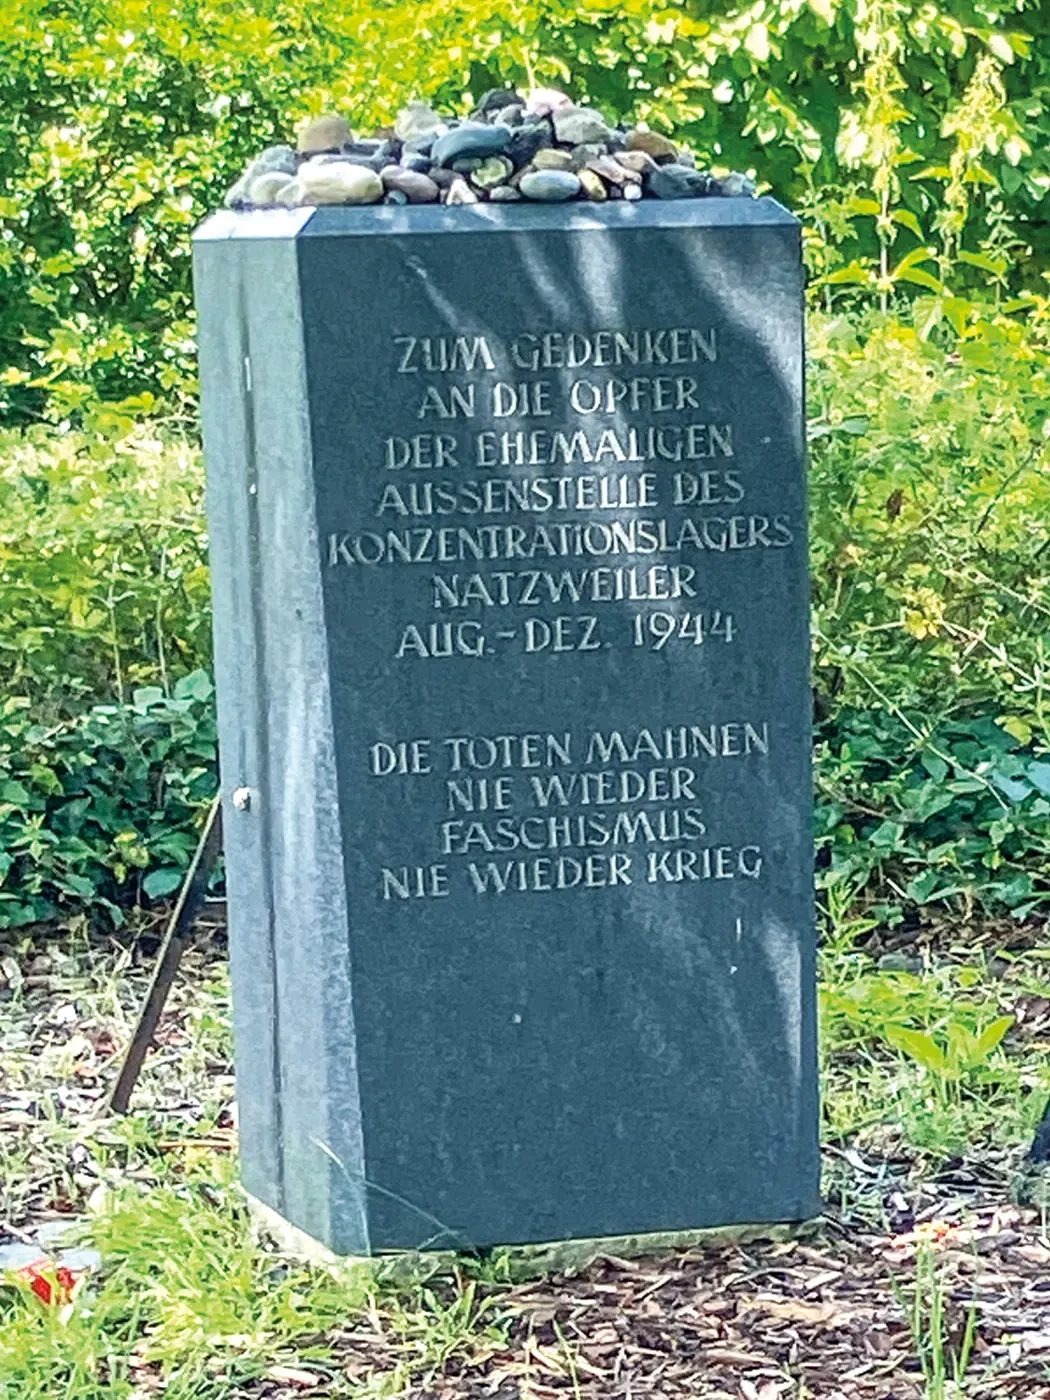 ZUM GEDENKEN
AN DIE OPFER
DER EHEMALIGEN
AUSSENSTELLE DES
KONZENTRATIONSLAGERS
NATZWEILER
AUG.-DEZ. 1944
DIE TOTEN MAHNEN
NIE WIEDER
FASCHISMUS
NIE WIEDER KRIEG